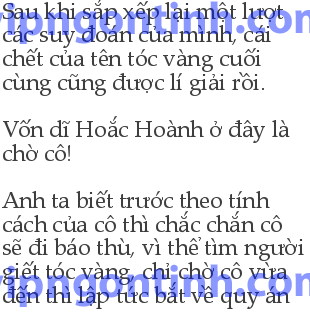 Sau khi sắp xếp lại một lượt
các suy đoán của mình, cái
chết của tên tóc vàng cuối
cùng cũng được lí giải rồi.
Vốn dĩ Hoắc Hoành ở đây là
chờ cô!
Anh ta biết trước theo tính
cách của cô thì chắc chắn cô
sẽ đi báo thù, vì thể tìm người
giết tóc vàng, chỉ chờ cô vừa
đến thì lập tức bắt về quy án